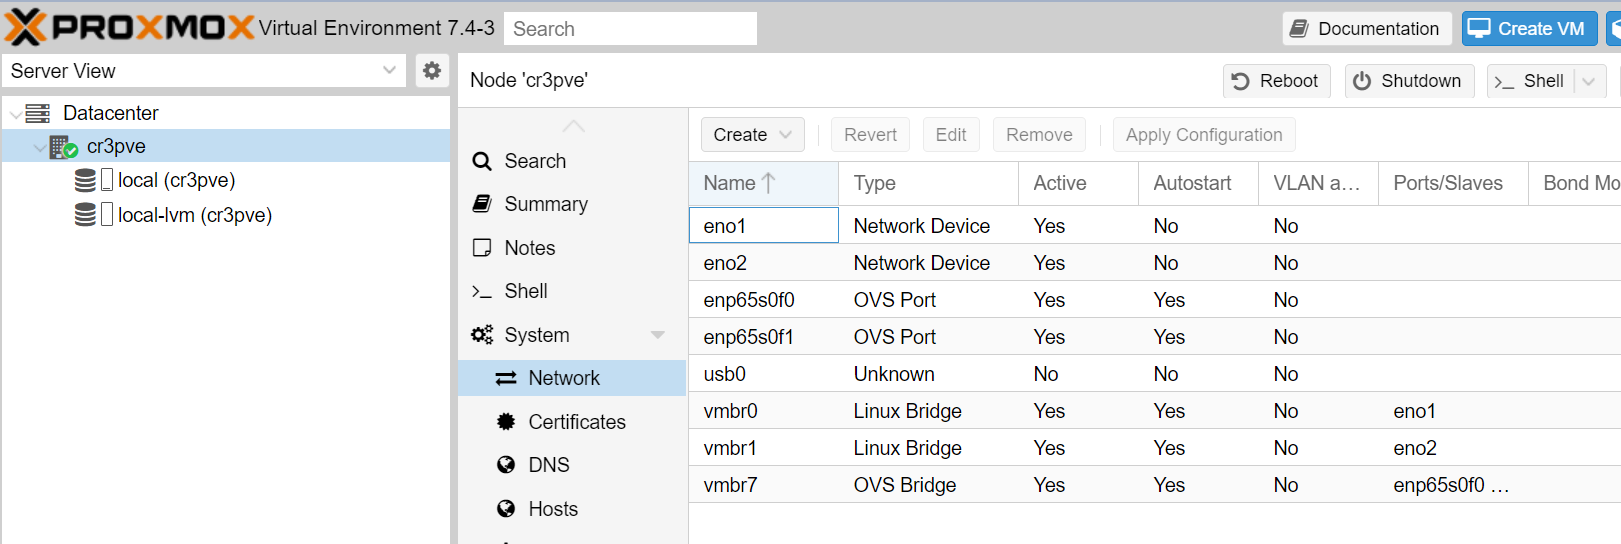 PROXMOX Virtual Environment 7.4-3 Search Documentation Create VM
Server View
Node 'cr3pve' Reboot Shutdown Shell
Datacenter
cr3pve
local (cr3pve)
local-lvm (cr3pve)
Search
Summary
Notes
Shell
System
Network
Certificates
DNS
Hosts
Create Revert Edit Remove Apply Configuration
Name Type Active Autostart VLAN a... Ports/Slaves Bond Mo
eno1 Network Device Yes No No
eno2 Network Device Yes No No
enp65s0f0 OVS Port Yes Yes No
enp65s0f1 OVS Port Yes Yes No
usb0 Unknown No No No
vmbr0 Linux Bridge Yes Yes No eno1
vmbr1 Linux Bridge Yes Yes No eno2
vmbr7 OVS Bridge Yes Yes No enp65s0f0 ...